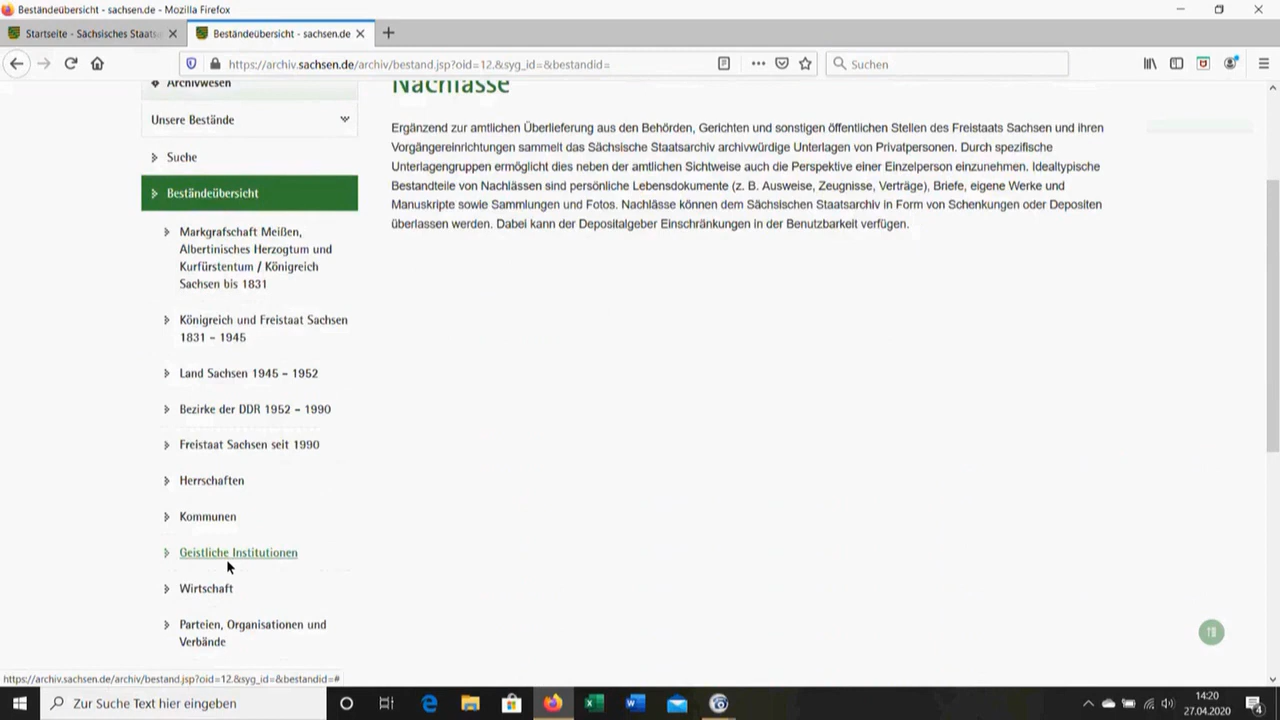 Beständeübersicht - sachsen.de - Mozilla Firefox
Startseite - Sächsisches Staats
Beständeübersicht - sachsen.de
https://archiv.sachsen.de/archiv/bestand.jsp?oid=12.&syg_id=&bestandid=
Suchen
Archivwesen
Unsere Bestände
Suche
Beständeübersicht
Markgrafschaft Meißen,
Albertinisches Herzogtum und
Kurfürstentum / Königreich
Sachsen bis 1831
Königreich und Freistaat Sachsen
1831 – 1945
Land Sachsen 1945 – 1952
Bezirke der DDR 1952 – 1990
Freistaat Sachsen seit 1990
Herrschaften
Kommunen
Geistliche Institutionen
Wirtschaft
Parteien, Organisationen und
Verbände
Nachlässe
Ergänzend zur amtlichen Überlieferung aus den Behörden, Gerichten und sonstigen öffentlichen Stellen des Freistaats Sachsen und ihren
Vorgängereinrichtungen sammelt das Sächsische Staatsarchiv archivwürdige Unterlagen von Privatpersonen. Durch spezifische
Unterlagengruppen ermöglicht dies neben der amtlichen Sichtweise auch die Perspektive einer Einzelperson einzunehmen. Idealtypische
Bestandteile von Nachlässen sind persönliche Lebensdokumente (z. B. Ausweise, Zeugnisse, Verträge), Briefe, eigene Werke und
Manuskripte sowie Sammlungen und Fotos. Nachlässe können dem Sächsischen Staatsarchiv in Form von Schenkungen oder Depositen
überlassen werden. Dabei kann der Depositalgeber Einschränkungen in der Benutzbarkeit verfügen.
https://archiv.sachsen.de/archiv/bestand.jsp?oid=12.&syg_id=&bestandid=#
Zur Suche Text hier eingeben
14:20
27.04.2020
4